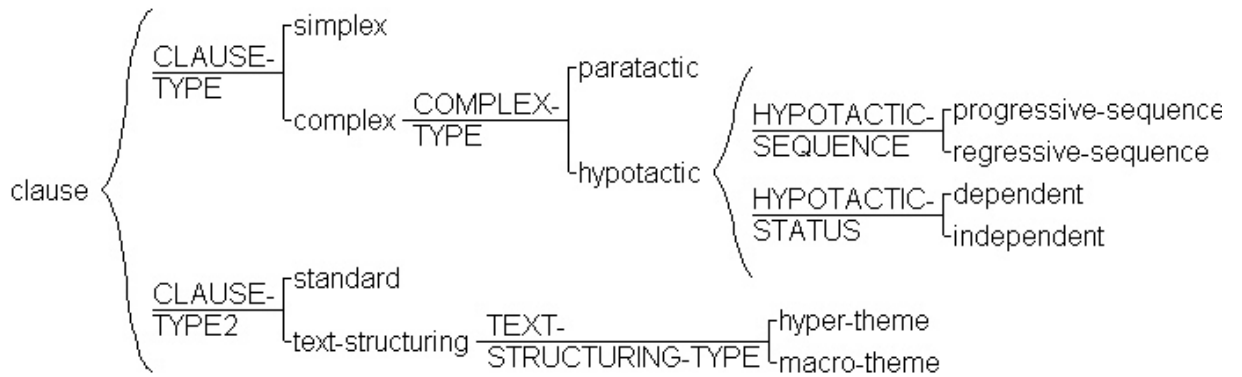 simplex
CLAUSE-
TYPE
complex
COMPLEX-
TYPE
paratactic
hypotactic
HYPOTACTIC-
SEQUENCE
progressive-sequence
regressive-sequence
HYPOTACTIC-
STATUS
dependent
independent
clause
standard
CLAUSE-
TYPE2
text-structuring
TEXT-
STRUCTURING-TYPE
hyper-theme
macro-theme